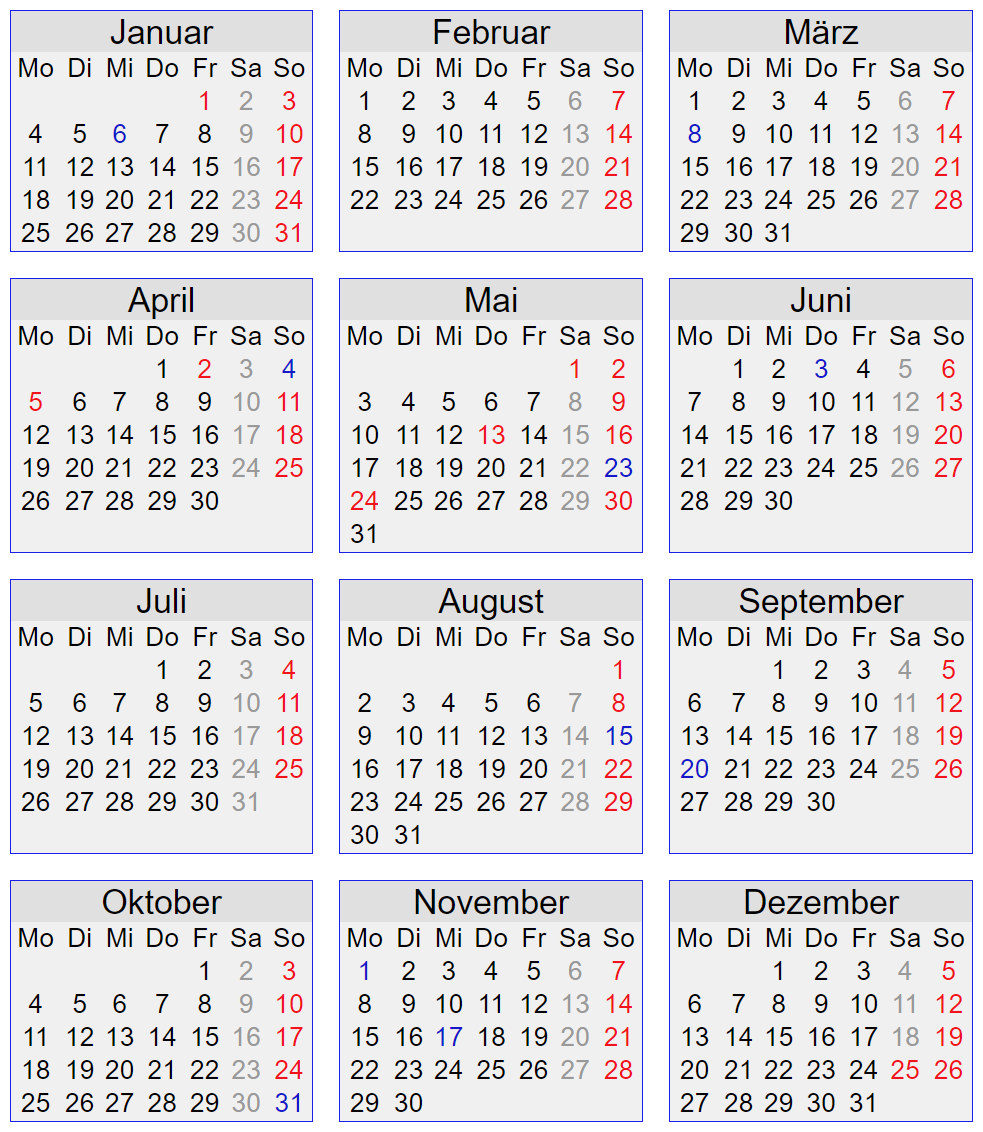 Januar
Mo Di Mi Do Fr Sa So
1 2 3
4 5 6 7 8 9 10
11 12 13 14 15 16 17
18 19 20 21 22 23 24
25 26 27 28 29 30 31
Februar
Mo Di Mi Do Fr Sa So
1 2 3 4 5 6 7
8 9 10 11 12 13 14
15 16 17 18 19 20 21
22 23 24 25 26 27 28
März
Mo Di Mi Do Fr Sa So
1 2 3 4 5 6 7
8 9 10 11 12 13 14
15 16 17 18 19 20 21
22 23 24 25 26 27 28
29 30 31
April
Mo Di Mi Do Fr Sa So
1 2 3 4
5 6 7 8 9 10 11
12 13 14 15 16 17 18
19 20 21 22 23 24 25
26 27 28 29 30
Mai
Mo Di Mi Do Fr Sa So
1 2
3 4 5 6 7 8 9
10 11 12 13 14 15 16
17 18 19 20 21 22 23
24 25 26 27 28 29 30
31
Juni
Mo Di Mi Do Fr Sa So
1 2 3 4 5 6
7 8 9 10 11 12 13
14 15 16 17 18 19 20
21 22 23 24 25 26 27
28 29 30
Juli
Mo Di Mi Do Fr Sa So
1 2 3 4
5 6 7 8 9 10 11
12 13 14 15 16 17 18
19 20 21 22 23 24 25
26 27 28 29 30 31
August
Mo Di Mi Do Fr Sa So
1
2 3 4 5 6 7 8
9 10 11 12 13 14 15
16 17 18 19 20 21 22
23 24 25 26 27 28 29
30 31
September
Mo Di Mi Do Fr Sa So
1 2 3 4 5
6 7 8 9 10 11 12
13 14 15 16 17 18 19
20 21 22 23 24 25 26
27 28 29 30
Oktober
Mo Di Mi Do Fr Sa So
1 2 3
4 5 6 7 8 9 10
11 12 13 14 15 16 17
18 19 20 21 22 23 24
25 26 27 28 29 30 31
November
Mo Di Mi Do Fr Sa So
1 2 3 4 5 6 7
8 9 10 11 12 13 14
15 16 17 18 19 20 21
22 23 24 25 26 27 28
29 30
Dezember
Mo Di Mi Do Fr Sa So
1 2 3 4 5
6 7 8 9 10 11 12
13 14 15 16 17 18 19
20 21 22 23 24 25 26
27 28 29 30 31